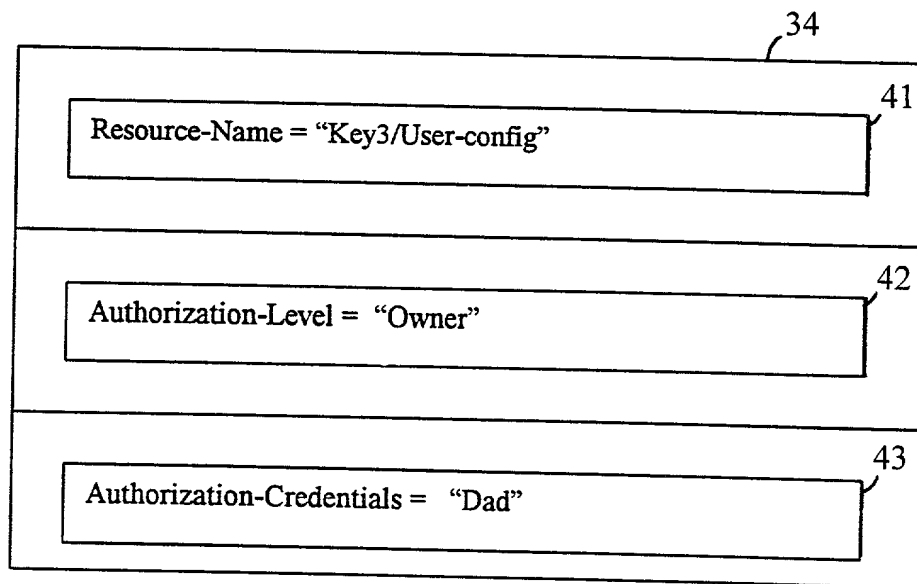 34
41
Resource-Name = “Key3/User-config”
42
Authorization-Level = “Owner”
43
Authorization-Credentials = “Dad”